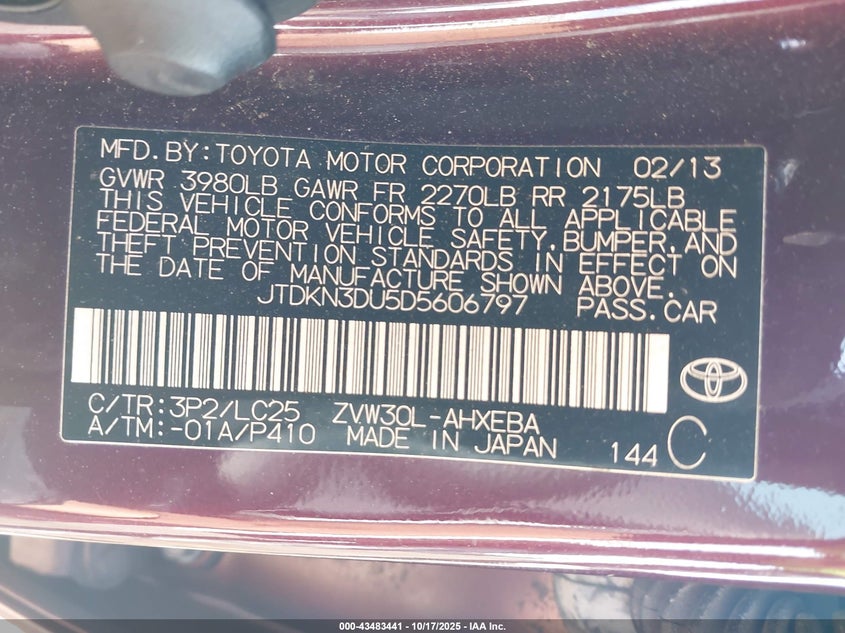 MFD.BY:TOYOTA MOTOR CORPORATION 02/13
GVWR 3980LB GAWR FR 2270LB RR 2175LB
THIS VEHICLE CONFORMS TO ALL APPLICABLE
FEDERAL MOTOR VEHICLE SAFETY,BUMPER,AND
THEFT PREVENTION STANDARDS IN EFFECT ON
THE DATE OF MANUFACTURE SHOWN ABOVE.
JTDKN3DU5D5606797 PASS.CAR
C/TR:3P2/LC25 ZVW30L-AHXEBA
A/TM:-01A/P410 MADE IN JAPAN 144 C
000-43483441 - 10/17/2025 - IAA Inc.